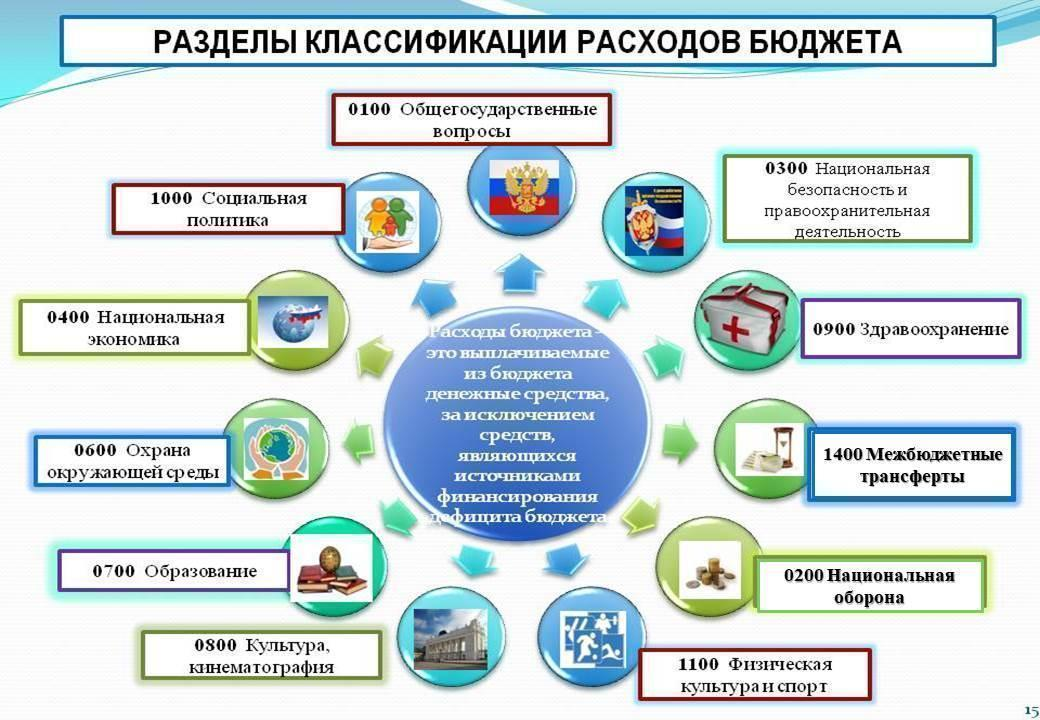 РАЗДЕЛЫ КЛАССИФИКАЦИИ РАСХОДОВ БЮДЖЕТА
0100 Общегосударственные
вопросы
0300 Национальная
безопасность и
правоохранительная
деятельность
1000 Социальная
политика
0400 Национальная
экономика
0900 Здравоохранение
Расходы бюджета –
это выплачиваемые
из бюджета
денежные средства,
за исключением
средств,
являющихся
источниками
финансирования
дефицита бюджета
0600 Охрана
окружающей среды
1400 Межбюджетные
трансферты
0700 Образование
0200 Национальная
оборона
0800 Культура,
кинематография
1100 Физическая
культура и спорт
15